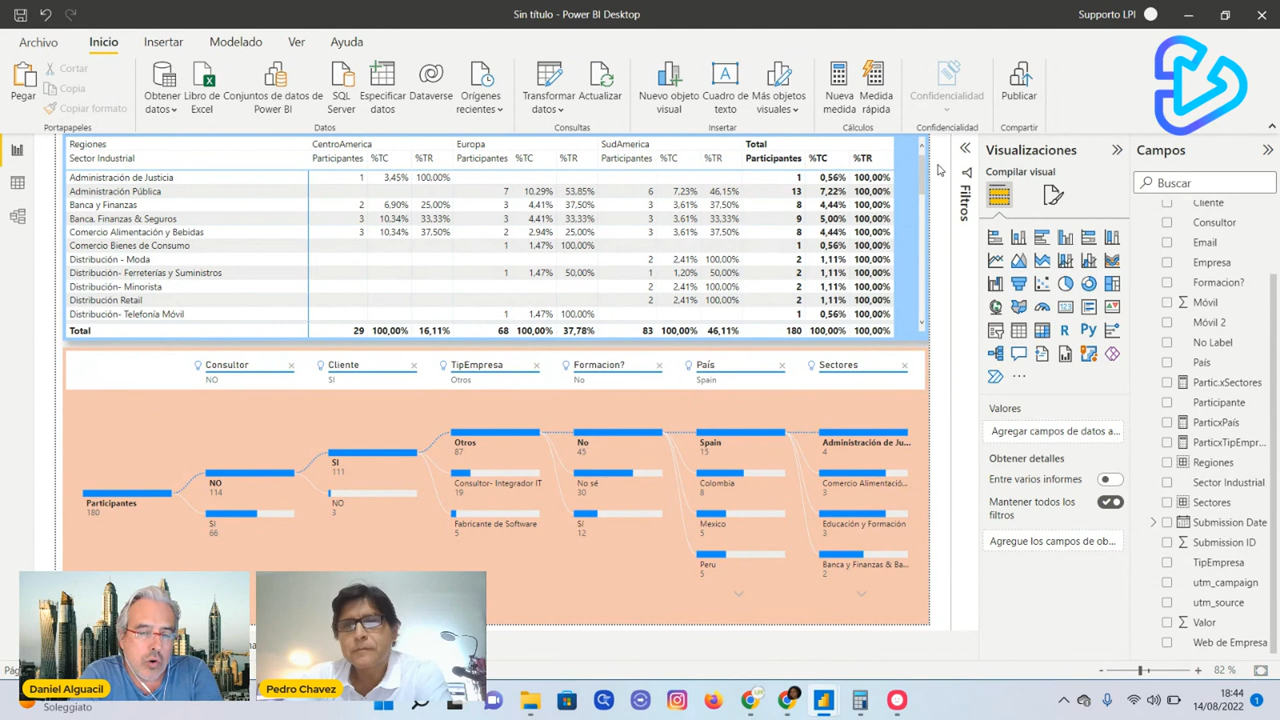 Sin título - Power BI Desktop
Supporto LPI
Archivo Inicio Insertar Modelado Ver Ayuda
Pegar
Cortar
Copia
Copiar formato
Portapapeles
Obtener datos
Libro de Excel
Conjuntos de datos de Power BI
SQL Server
Especificar datos
Dataverse
Orígenes recientes
Datos
Transformar datos
Actualizar
Consultas
Nuevo objeto visual
Cuadro de texto
Más objetos visuales
Insertar
Nueva medida
Medida rápida
Cálculos
Confidencialidad
Confidencialidad
Publicar
Compartir
Regiones CentroAmerica Europa SudAmerica Total
Sector Industrial Participantes %TC %TR Participantes %TC %TR Participantes %TC %TR Participantes %TC %TR
Administración de Justicia 1 3.45% 100,00% 1 0,56% 100,00%
Administración Pública 7 10,29% 53,85% 6 7,23% 46,15% 13 7,22% 100,00%
Banca y Finanzas 2 6,90% 25,00% 3 4,41% 37,50% 3 3,61% 37,50% 8 4,44% 100,00%
Banca. Finanzas & Seguros 3 10,34% 33,33% 3 4,41% 33,33% 3 3,61% 33,33% 9 5,00% 100,00%
Comercio Alimentación y Bebidas 3 10,34% 37,50% 2 2,94% 25,00% 3 3,61% 37,50% 8 4,44% 100,00%
Comercio Bienes de Consumo 1 1,47% 100,00% 1 0,56% 100,00%
Distribución - Moda 2 2,41% 100,00% 2 1,11% 100,00%
Distribución- Ferreterías y Suministros 1 1,47% 50,00% 1 1,20% 50,00% 2 1,11% 100,00%
Distribución- Minorista 2 2,41% 100,00% 2 1,11% 100,00%
Distribución Retail 2 2,41% 100,00% 2 1,11% 100,00%
Distribución- Telefonía Móvil 1 1,47% 100,00% 1 0,56% 100,00%
Total 29 100,00% 16,11% 68 100,00% 37,78% 83 100,00% 46,11% 180 100,00% 100,00%
Consultor Cliente TipEmpresa Formacion? País Sectores
NO SI Otros No Spain
Participantes
180
NO
114
SI
66
SI
111
NO
3
Otros
87
Consultor- Integrador IT
19
Fabricante de Software
5
No
45
No sé
30
Sí
12
Spain
15
Colombia
8
Mexico
5
Peru
5
Administración de Ju...
4
Comercio Alimentació...
3
Educación y Formación
3
Banca y Finanzas & Ba...
2
Filtros
Visualizaciones
Compilar visual
R Py
123
Valores
Agregar campos de datos a...
Obtener detalles
Entre varios informes
Mantener todos los filtros
Agregue los campos de ob...
Campos
Buscar
Cliente
Consultor
Email
Empresa
Formacion?
Móvil
Móvil 2
No Label
País
Partic.xSectores
Participante
ParticxPaís
ParticxTipEmpr...
Regiones
Sector Industrial
Sectores
Submission Date
Submission ID
TipEmpresa
utm_campaign
utm_source
Valor
Web de Empresa
Daniel Alguacil
Pedro Chavez
82 %
Soleggiato
18:44
14/08/2022